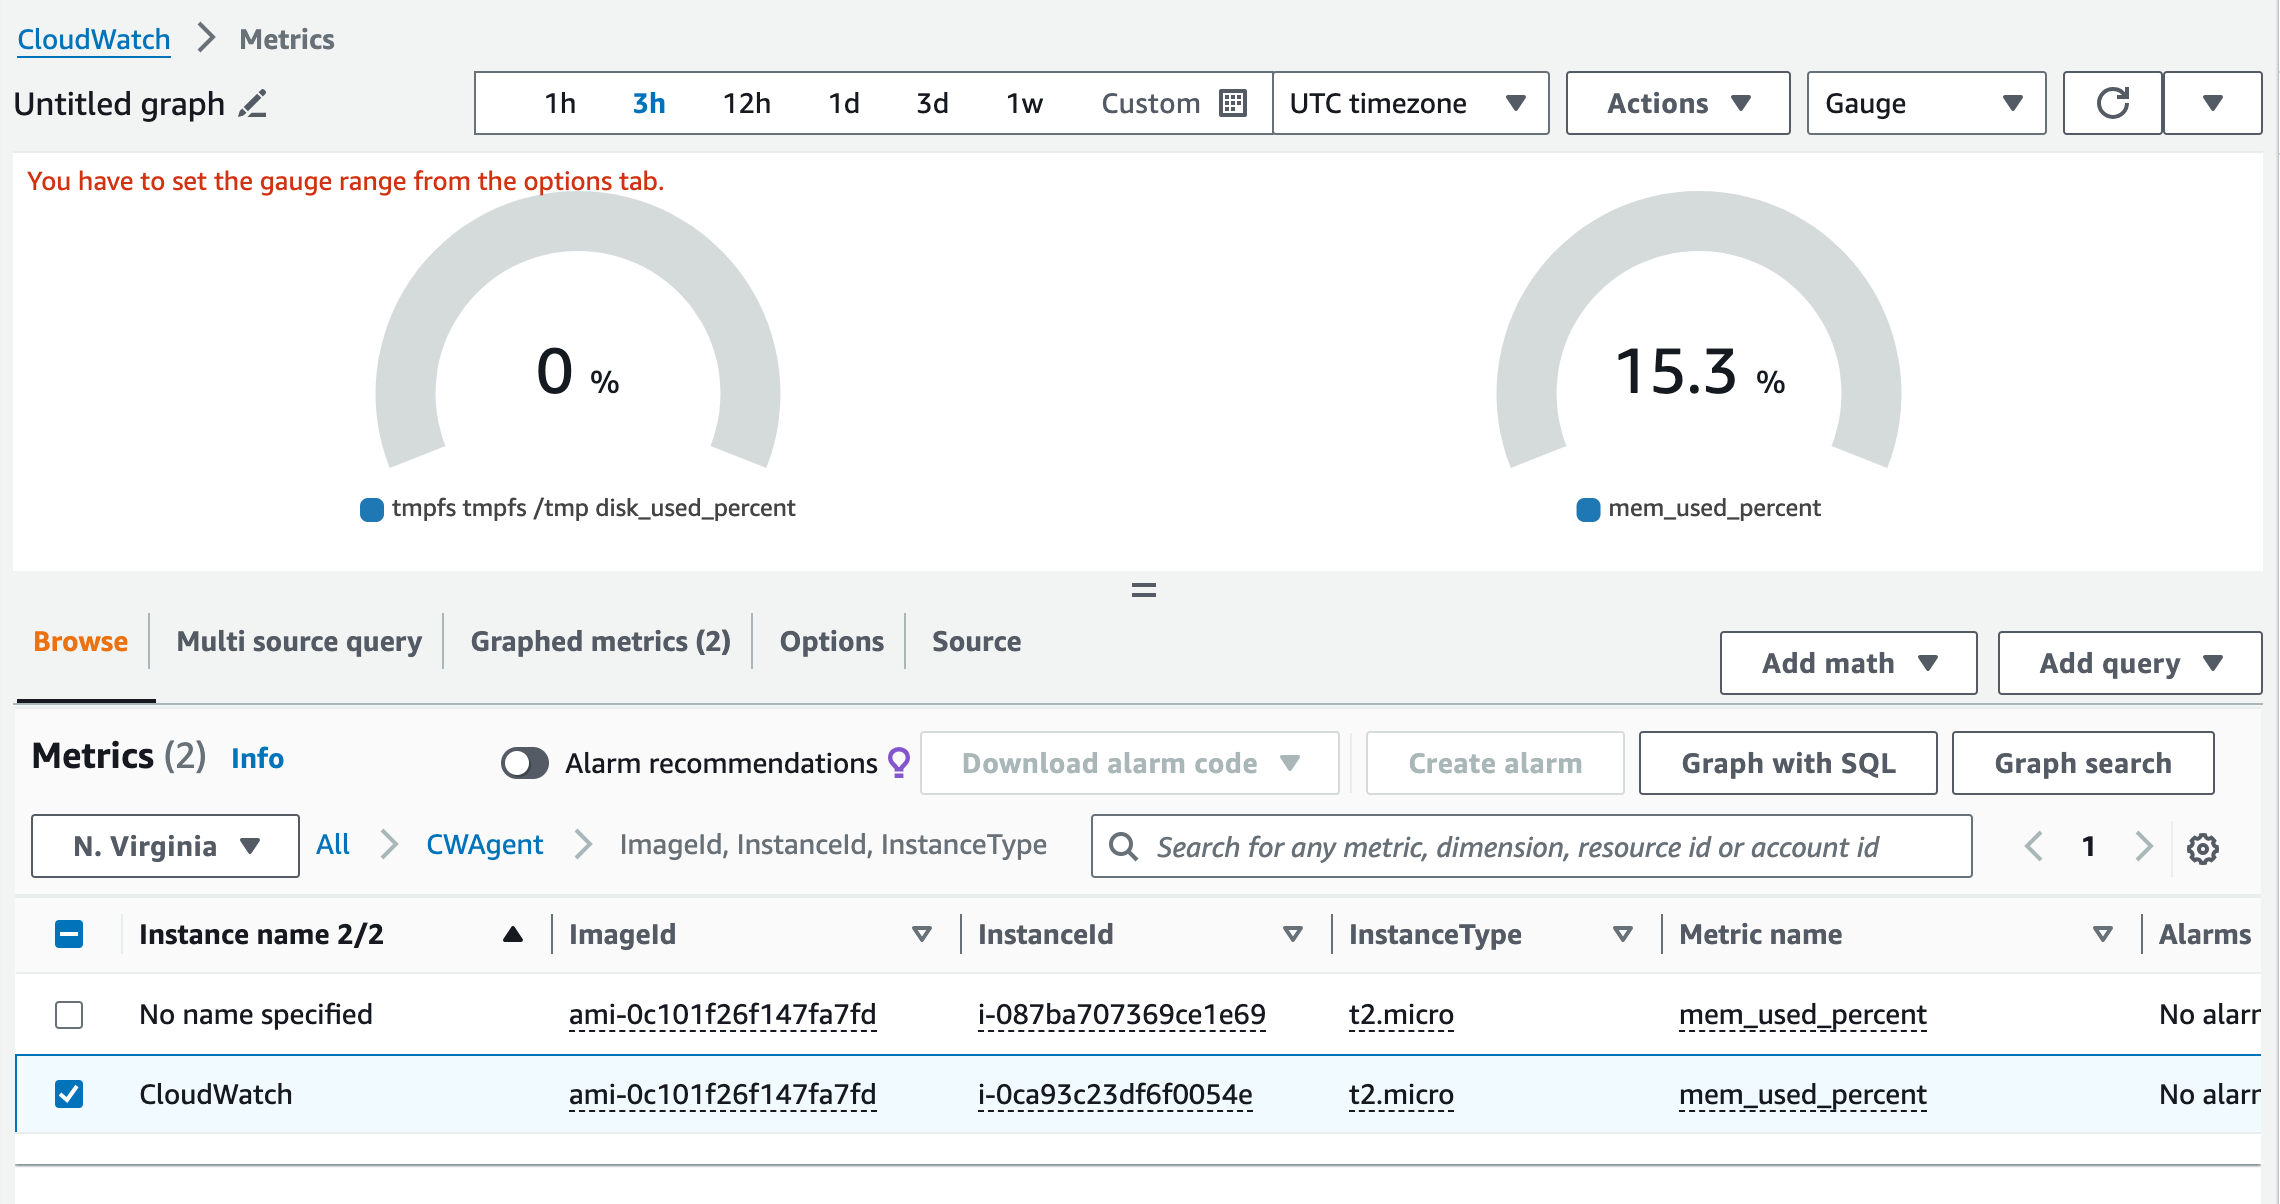 CloudWatch > Metrics
Untitled graph 1h 3h 12h 1d 3d 1w Custom UTC timezone Actions Gauge
You have to set the gauge range from the options tab.
0 % 15.3 %
tmpfs tmpfs /tmp disk_used_percent mem_used_percent
Browse Multi source query Graphed metrics (2) Options Source Add math Add query
Metrics (2) Info Alarm recommendations Download alarm code Create alarm Graph with SQL Graph search
N. Virginia All > CWAgent > ImageId, InstanceId, InstanceType Search for any metric, dimension, resource id or account id < 1 >
Instance name 2/2 ImageId InstanceId InstanceType Metric name Alarms
No name specified ami-0c101f26f147fa7fd i-087ba707369ce1e69 t2.micro mem_used_percent No alar
CloudWatch ami-0c101f26f147fa7fd i-0ca93c23df6f0054e t2.micro mem_used_percent No alar